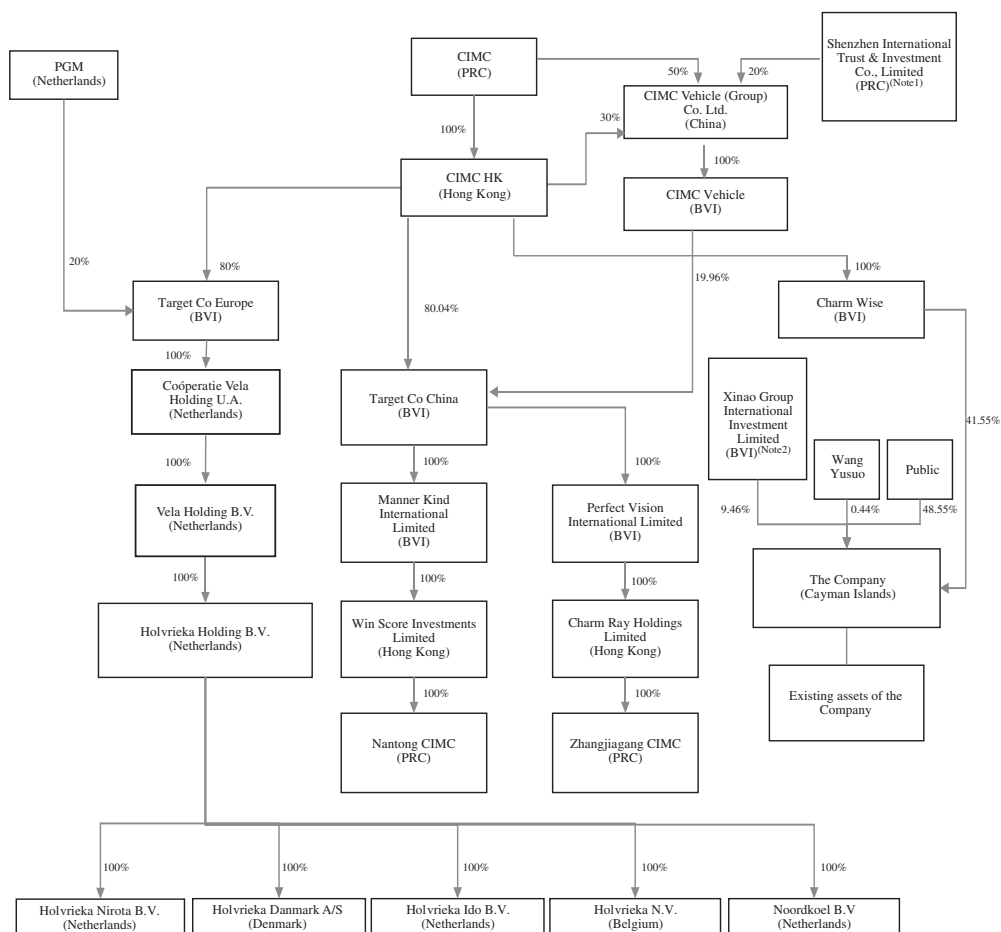 CIMC
(PRC)
Shenzhen International
Trust & Investment
Co., Limited
(PRC)(Note1)
PGM
(Netherlands)
50%
20%
CIMC Vehicle (Group)
Co. Ltd.
(China)
30%
100%
CIMC HK
(Hong Kong)
100%
CIMC Vehicle
(BVI)
20%
80%
100%
19.96%
Target Co Europe
(BVI)
80.04%
Charm Wise
(BVI)
100%
Coóperatie Vela
Holding U.A.
(Netherlands)
Target Co China
(BVI)
Xinao Group
International
Investment
Limited
(BVI)(Note2)
41.55%
Wang
Yusuo
Public
100%
100%
100%
Vela Holding B.V.
(Netherlands)
Manner Kind
International
Limited
(BVI)
Perfect Vision
International Limited
(BVI)
9.46%
0.44%
48.55%
100%
100%
100%
The Company
(Cayman Islands)
Holvrieka Holding B.V.
(Netherlands)
Win Score Investments
Limited
(Hong Kong)
Charm Ray Holdings
Limited
(Hong Kong)
100%
100%
Existing assets of the
Company
Nantong CIMC
(PRC)
Zhangjiagang CIMC
(PRC)
100%
100%
100%
100%
100%
Holvrieka Nirota B.V.
(Netherlands)
Holvrieka Danmark A/S
(Denmark)
Holvrieka Ido B.V.
(Netherlands)
Holvrieka N.V.
(Belgium)
Noordkoel B.V
(Netherlands)